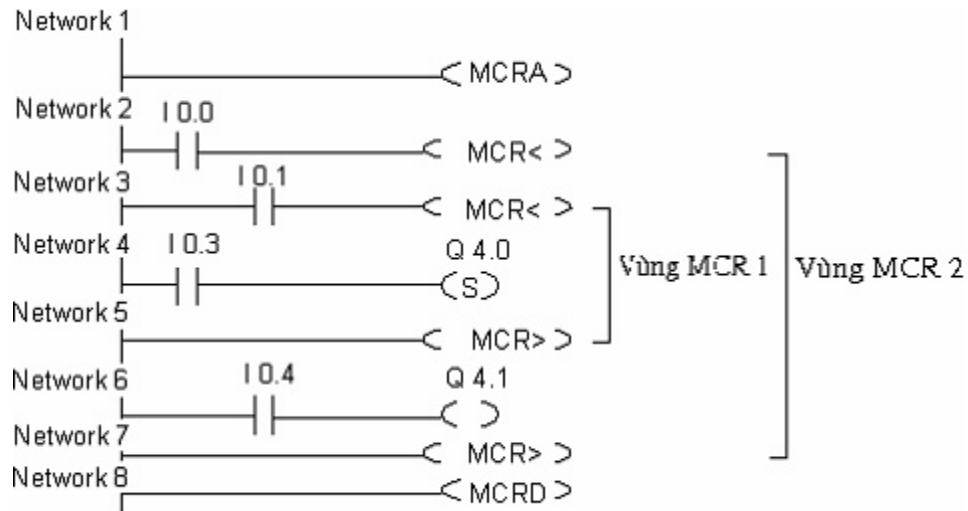 Network 1
< MCRA >
Network 2
I 0.0
< MCR< >
Network 3
I 0.1
< MCR< >
Network 4
I 0.3
Q 4.0
(S)
Vùng MCR 1
Vùng MCR 2
Network 5
< MCR> >
Network 6
I 0.4
Q 4.1
Network 7
< MCR> >
Network 8
< MCRD >